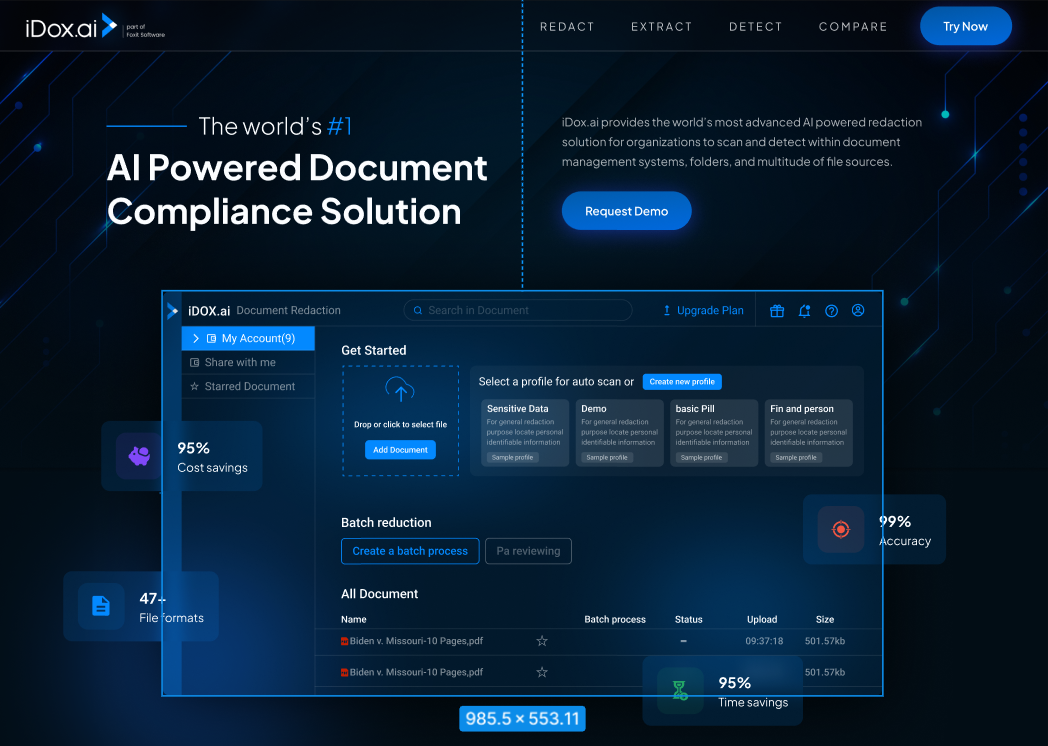 iDox.ai part of
Foxit Software
REDACT EXTRACT DETECT COMPARE Try Now
The world's #1
AI Powered Document
Compliance Solution
iDox.ai provides the world's most advanced AI powered redaction
solution for organizations to scan and detect within document
management systems, folders, and multitude of file sources.
Request Demo
iDOX.ai Document Redaction
Search in Document
Upgrade Plan
My Account(9)
Share with me
Starred Document
Get Started
Drop or click to select file
Add Document
Select a profile for auto scan or Create new profile
Sensitive Data
For general redaction
purpose locate personal
identifiable information
Sample profile
Demo
For general redaction
purpose locate personal
identifiable information
Sample profile
basic Pill
For general redaction
purpose locate personal
identifiable information
Sample profile
Fin and person
For general redaction
purpose locate personal
identifiable information
Sample profile
95%
Cost savings
99%
Accuracy
47+
File formats
Batch reduction
Create a batch process Pa reviewing
All Document
Name Batch process Status Upload Size
Biden v. Missouri-10 Pages,pdf – 09:37:18 501.57kb
Biden v. Missouri-10 Pages,pdf 501.57kb
95%
Time savings
985.5 × 553.11